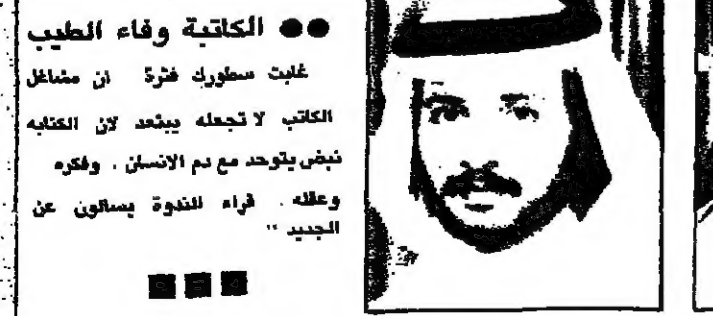 ●● الكاتبة وفاء الطيب
غابت سطورك فترة ان مشاغل
الكاتب لا تجعله يبتعد لان الكتابه
نبض يتوحد مع دم الانسان . وفكره
وعقله . قراء الندوة يسالون عن
الجديد "